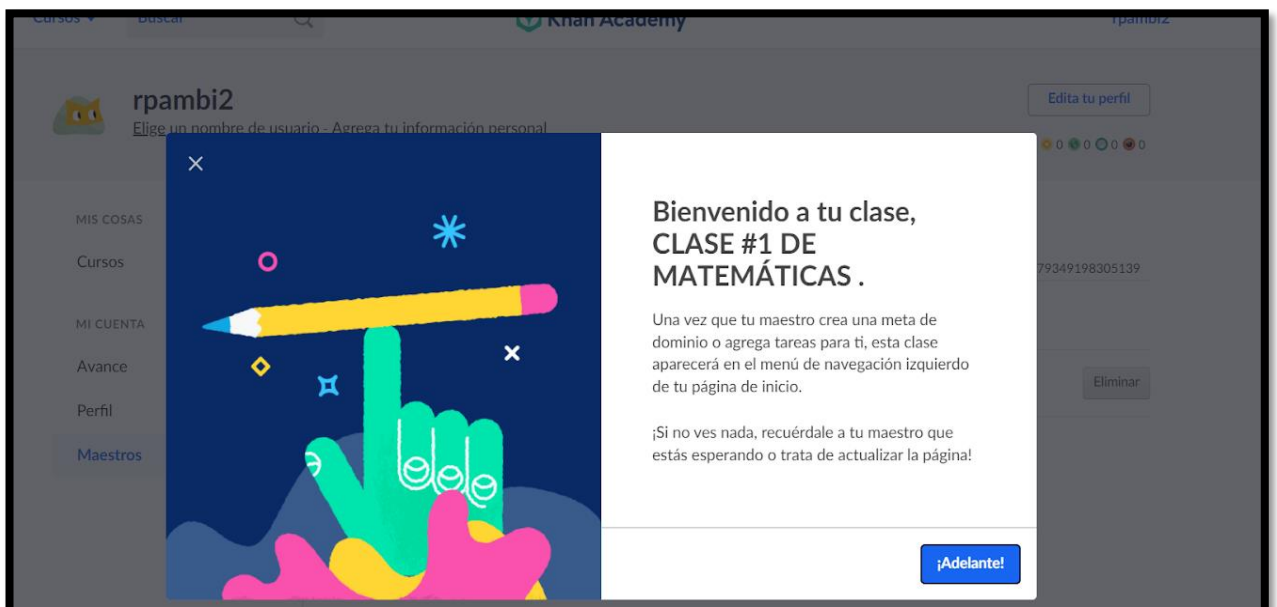 Cursos
Buscar
Khan Academy
rpambi2
rpambi2
Elige un nombre de usuario - Agrega tu información personal
Edita tu perfil
0 0 0 0
MIS COSAS
Cursos
MI CUENTA
Avance
Perfil
Maestros
79349198305139
Eliminar
Bienvenido a tu clase,
CLASE #1 DE
MATEMÁTICAS .
Una vez que tu maestro crea una meta de
dominio o agrega tareas para ti, esta clase
aparecerá en el menú de navegación izquierdo
de tu página de inicio.
¡Si no ves nada, recuérdale a tu maestro que
estás esperando o trata de actualizar la página!
¡Adelante!